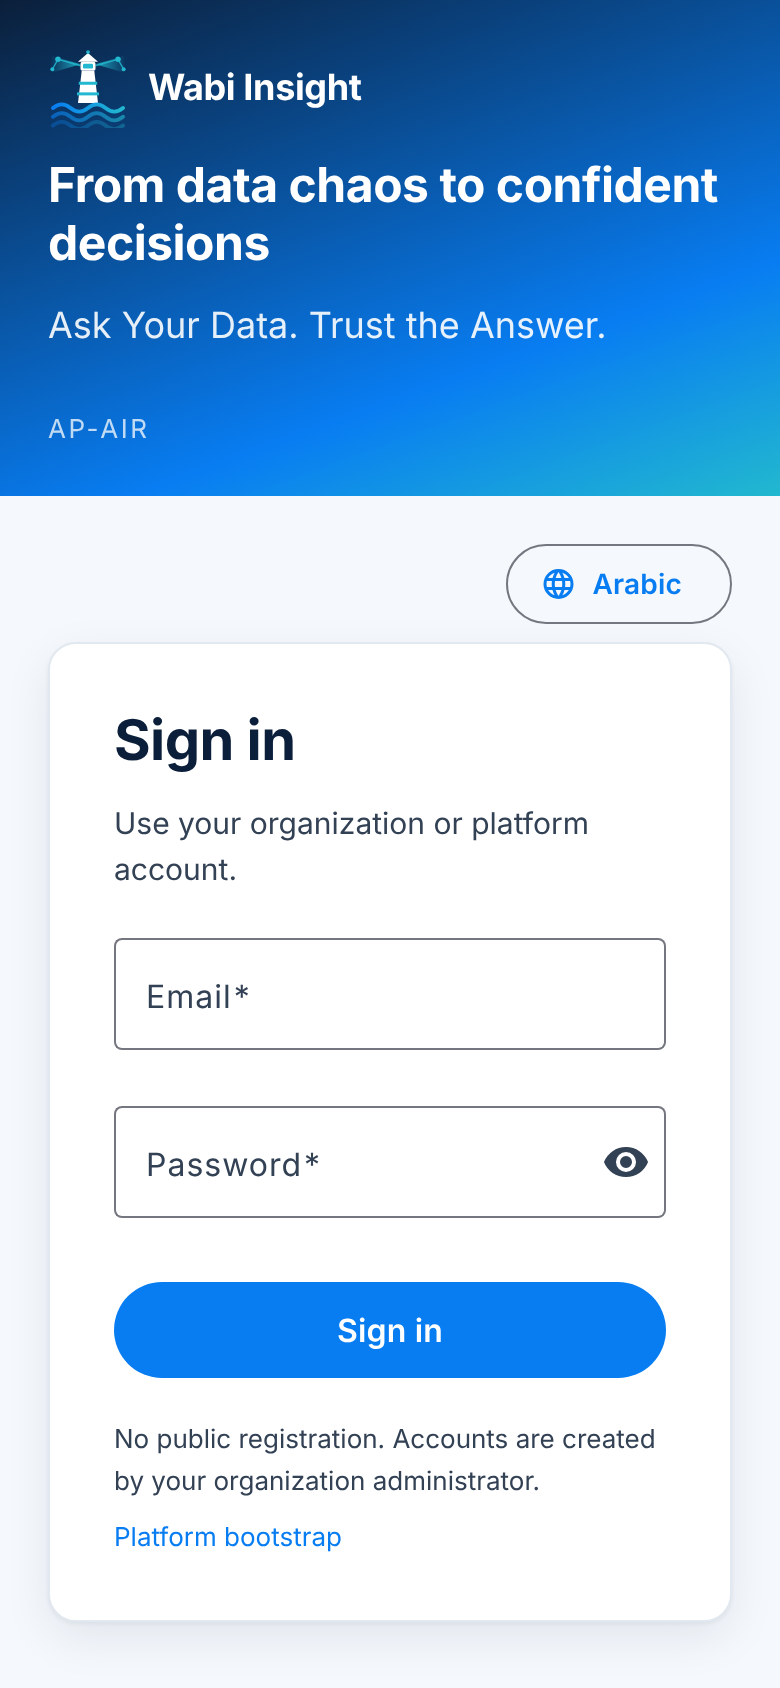 Wabi Insight
From data chaos to confident
decisions
Ask Your Data. Trust the Answer.
AP-AIR
Arabic
Sign in
Use your organization or platform
account.
Email*
Password*
Sign in
No public registration. Accounts are created
by your organization administrator.
Platform bootstrap